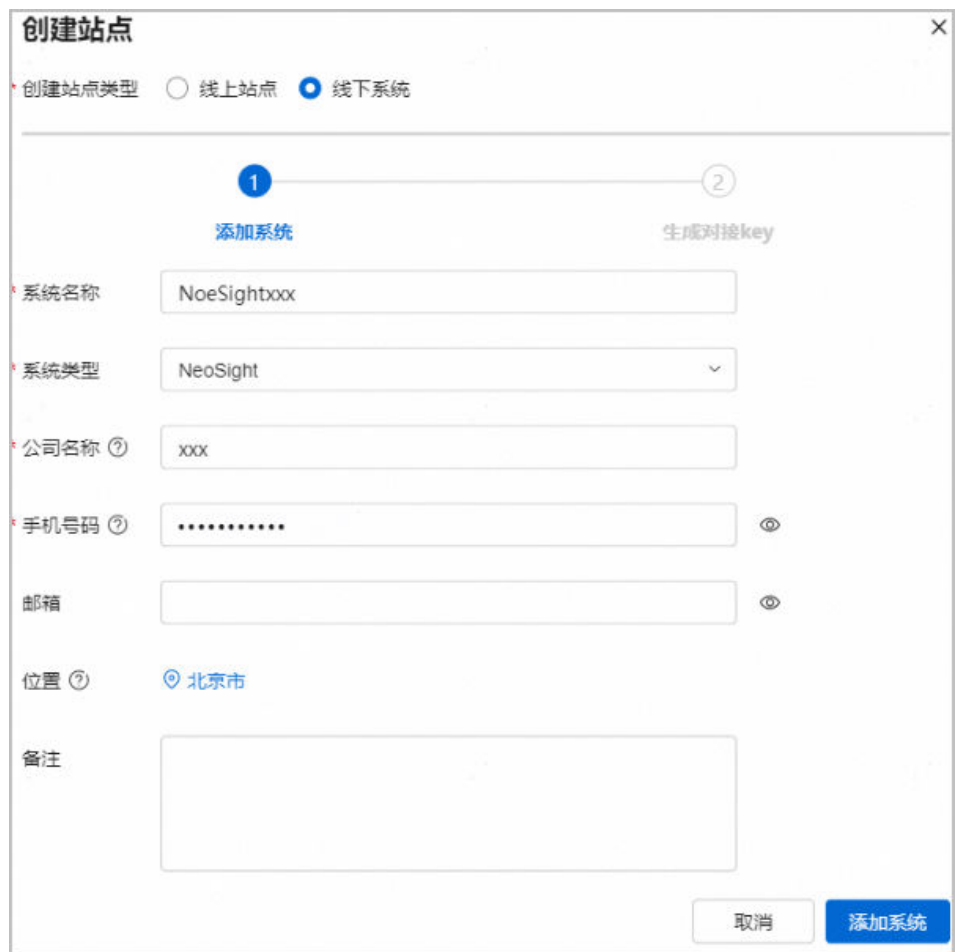 创建站点
* 创建站点类型 线上站点 线下系统
1 2
添加系统 生成对接key
* 系统名称 NoeSightxxx
* 系统类型 NeoSight
* 公司名称 ? xxx
* 手机号码 ? •••••••••••
邮箱
位置 ? 北京市
备注
取消 添加系统